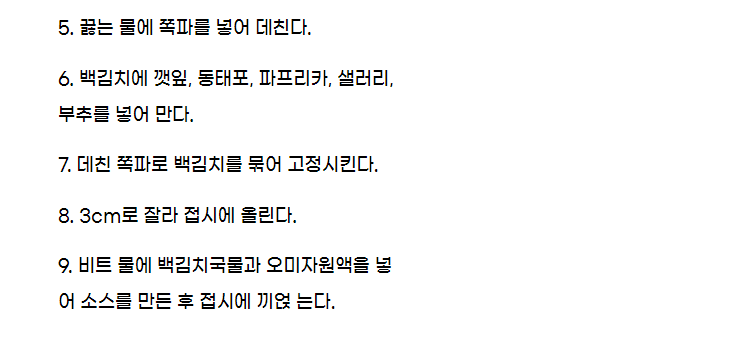 5. 끓는 물에 쪽파를 넣어 데친다.
6. 백김치에 깻잎, 동태포, 파프리카, 샐러리,
부추를 넣어 만다.
7. 데친 쪽파로 백김치를 묶어 고정시킨다.
8. 3cm로 잘라 접시에 올린다.
9. 비트 물에 백김치국물과 오미자원액을 넣
어 소스를 만든 후 접시에 끼얹 는다.